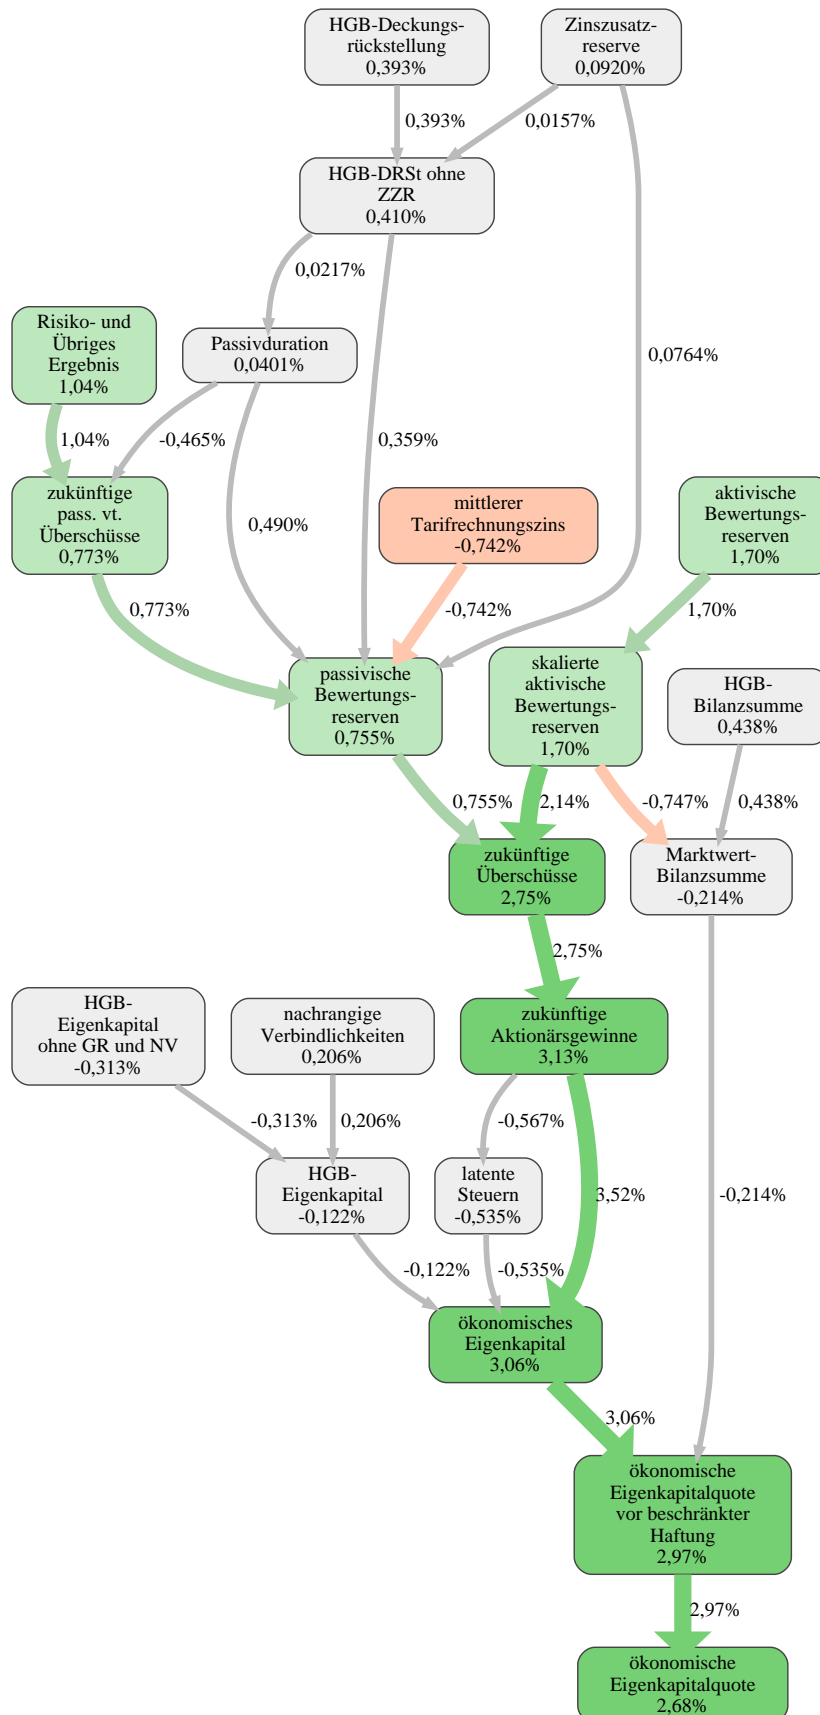 HGB-Deckungs-
rückstellung
0,393%
Zinszusatz-
reserve
0,0920%
0,393%
0,0157%
HGB-DRSt ohne
ZZR
0,410%
0,0217%
Risiko- und
Übriges
Ergebnis
1,04%
Passivduration
0,0401%
0,0764%
1,04%
-0,465%
0,359%
zukünftige
pass. vt.
Überschüsse
0,773%
0,490%
mittlerer
Tarifrechnungszins
-0,742%
aktivische
Bewertungs-
reserven
1,70%
0,773%
-0,742%
1,70%
passivische
Bewertungs-
reserven
0,755%
skalierte
aktivische
Bewertungs-
reserven
1,70%
HGB-
Bilanzsumme
0,438%
0,755%
2,14%
-0,747%
0,438%
zukünftige
Überschüsse
2,75%
Marktwert-
Bilanzsumme
-0,214%
2,75%
HGB-
Eigenkapital
ohne GR und NV
-0,313%
nachrangige
Verbindlichkeiten
0,206%
zukünftige
Aktionärsgewinne
3,13%
-0,313%
0,206%
-0,567%
HGB-
Eigenkapital
-0,122%
latente
Steuern
-0,535%
3,52%
-0,214%
-0,122%
-0,535%
ökonomisches
Eigenkapital
3,06%
3,06%
ökonomische
Eigenkapitalquote
vor beschränkter
Haftung
2,97%
2,97%
ökonomische
Eigenkapitalquote
2,68%